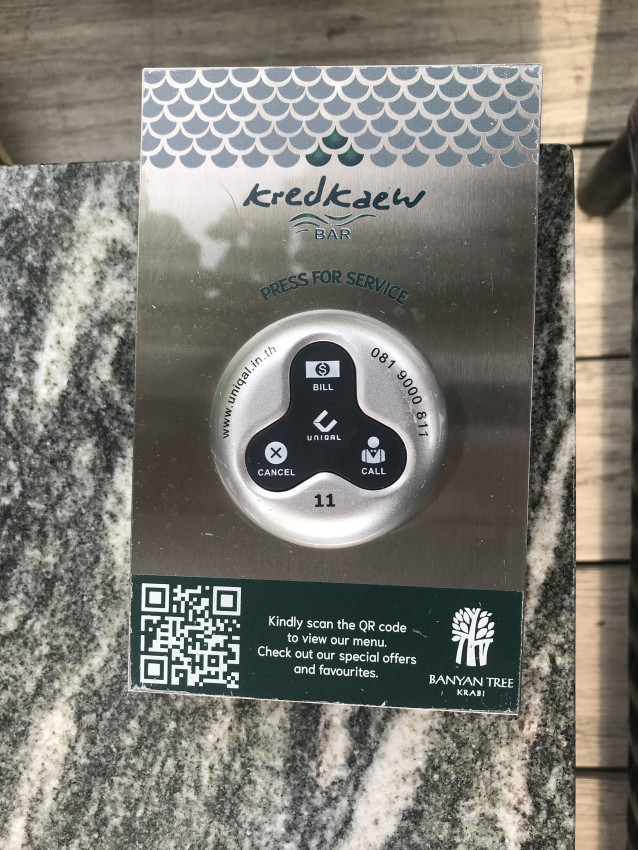 kredkaew
BAR
PRESS FOR SERVICE
www.uniqal.in.th
081 9000 811
BILL
UNIQAL
CANCEL
CALL
11
Kindly scan the QR code
to view our menu.
Check out our special offers
and favourites.
BANYAN TREE
KRABI